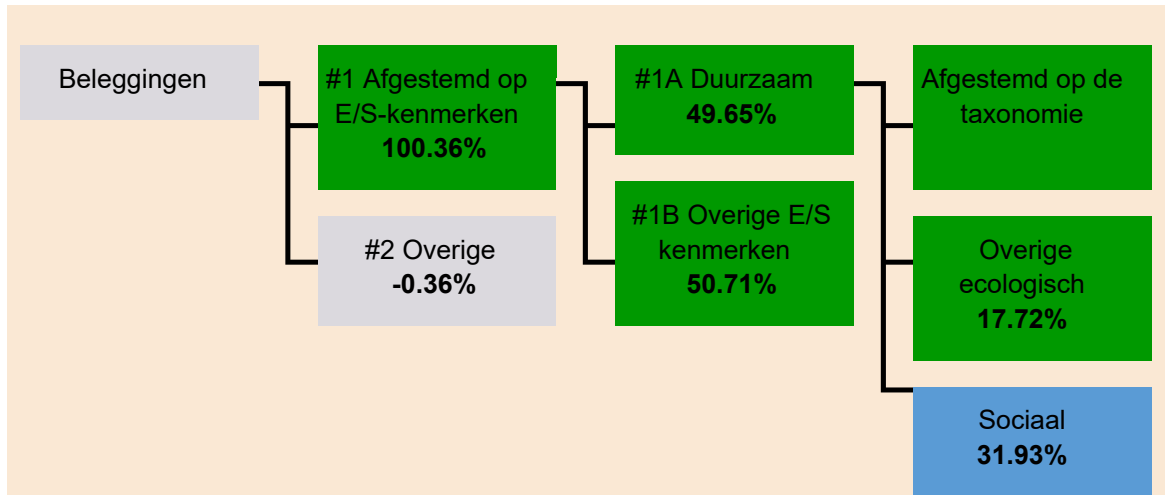 Beleggingen
#1 Afgestemd op
E/S-kenmerken
100.36%
#2 Overige
-0.36%
#1A Duurzaam
49.65%
#1B Overige E/S
kenmerken
50.71%
Afgestemd op de
taxonomie
Overige
ecologisch
17.72%
Sociaal
31.93%